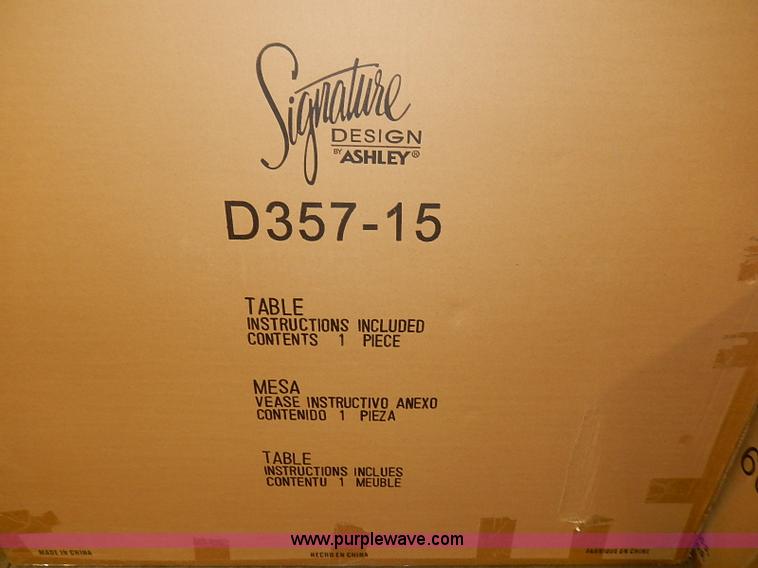 Signature
DESIGN
BY ASHLEY®
D357-15
TABLE
INSTRUCTIONS INCLUDED
CONTENTS 1 PIECE
MESA
VEASE INSTRUCTIVO ANEXO
CONTENIDO 1 PIEZA
TABLE
INSTRUCTIONS INCLUES
CONTENTU 1 MEUBLE
www.purplewave.com
MADE IN CHINA
HECHO EN CHINA
FABRIQUE EN CHINE